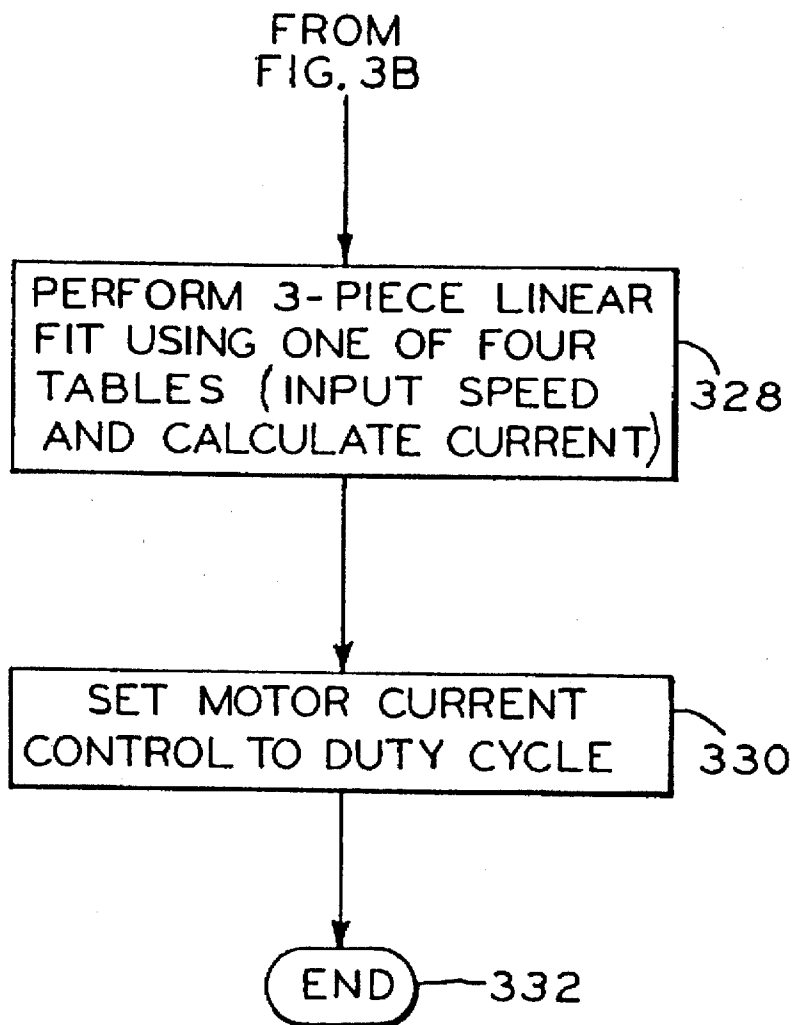 FROM
FIG. 3B
PERFORM 3-PIECE LINEAR
FIT USING ONE OF FOUR
TABLES (INPUT SPEED
AND CALCULATE CURRENT)
328
SET MOTOR CURRENT
CONTROL TO DUTY CYCLE
330
END
332